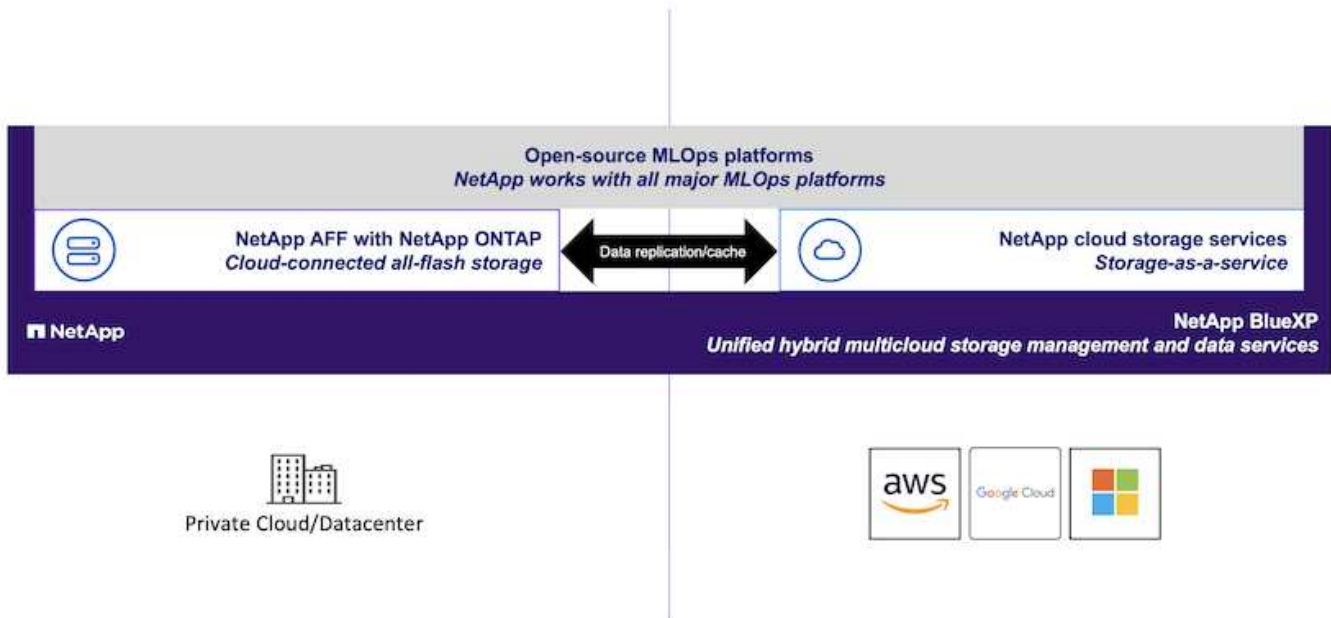 Open-source MLOps platforms
NetApp works with all major MLOps platforms
NetApp AFF with NetApp ONTAP
Cloud-connected all-flash storage
Data replication/cache
NetApp cloud storage services
Storage-as-a-service
NetApp
NetApp BlueXP
Unified hybrid multicloud storage management and data services
Private Cloud/Datacenter
aws
Google Cloud